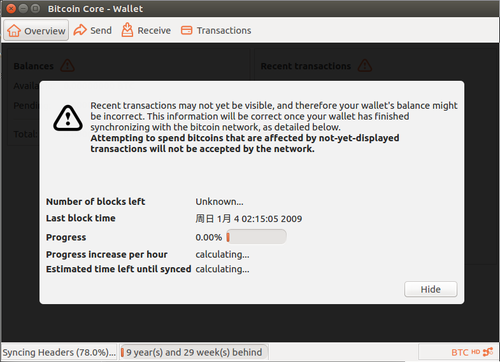 Bitcoin Core - Wallet
Overview Send Receive Transactions
Balances Recent transactions
Availa
Pendin
Total:
Recent transactions may not yet be visible, and therefore your wallet's balance might
be incorrect. This information will be correct once your wallet has finished
synchronizing with the bitcoin network, as detailed below.
Attempting to spend bitcoins that are affected by not-yet-displayed
transactions will not be accepted by the network.
Number of blocks left Unknown...
Last block time 周日 1月 4 02:15:05 2009
Progress 0.00%
Progress increase per hour calculating...
Estimated time left until synced calculating...
Hide
Syncing Headers (78.0%)... 9 year(s) and 29 week(s) behind BTC HD